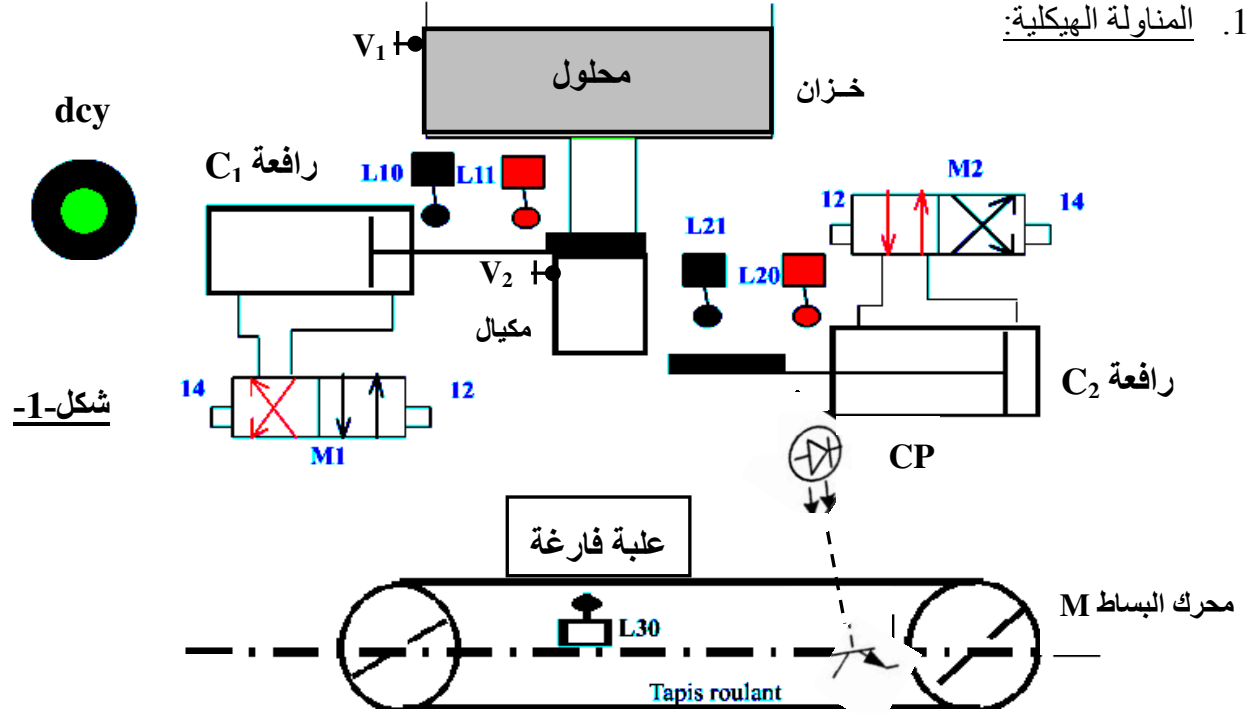 1. المناولة الهيكلية:
V1
محلول
خــزان
dcy
رافعة C1
L10
L11
M2
12
14
L21
L20
V2
مكيال
رافعة C2
14
12
شكل-1-
M1
CP
علبة فارغة
محرك البساط M
L30
Tapis roulant